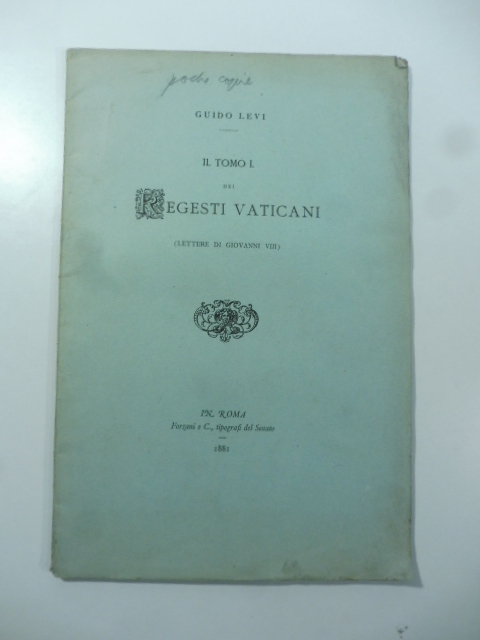 poche copie
GUIDO LEVI
IL TOMO I.
DEI
REGESTI VATICANI
(LETTERE DI GIOVANNI VIII)
IN ROMA
Forzani e C., tipografi del Senato
1881